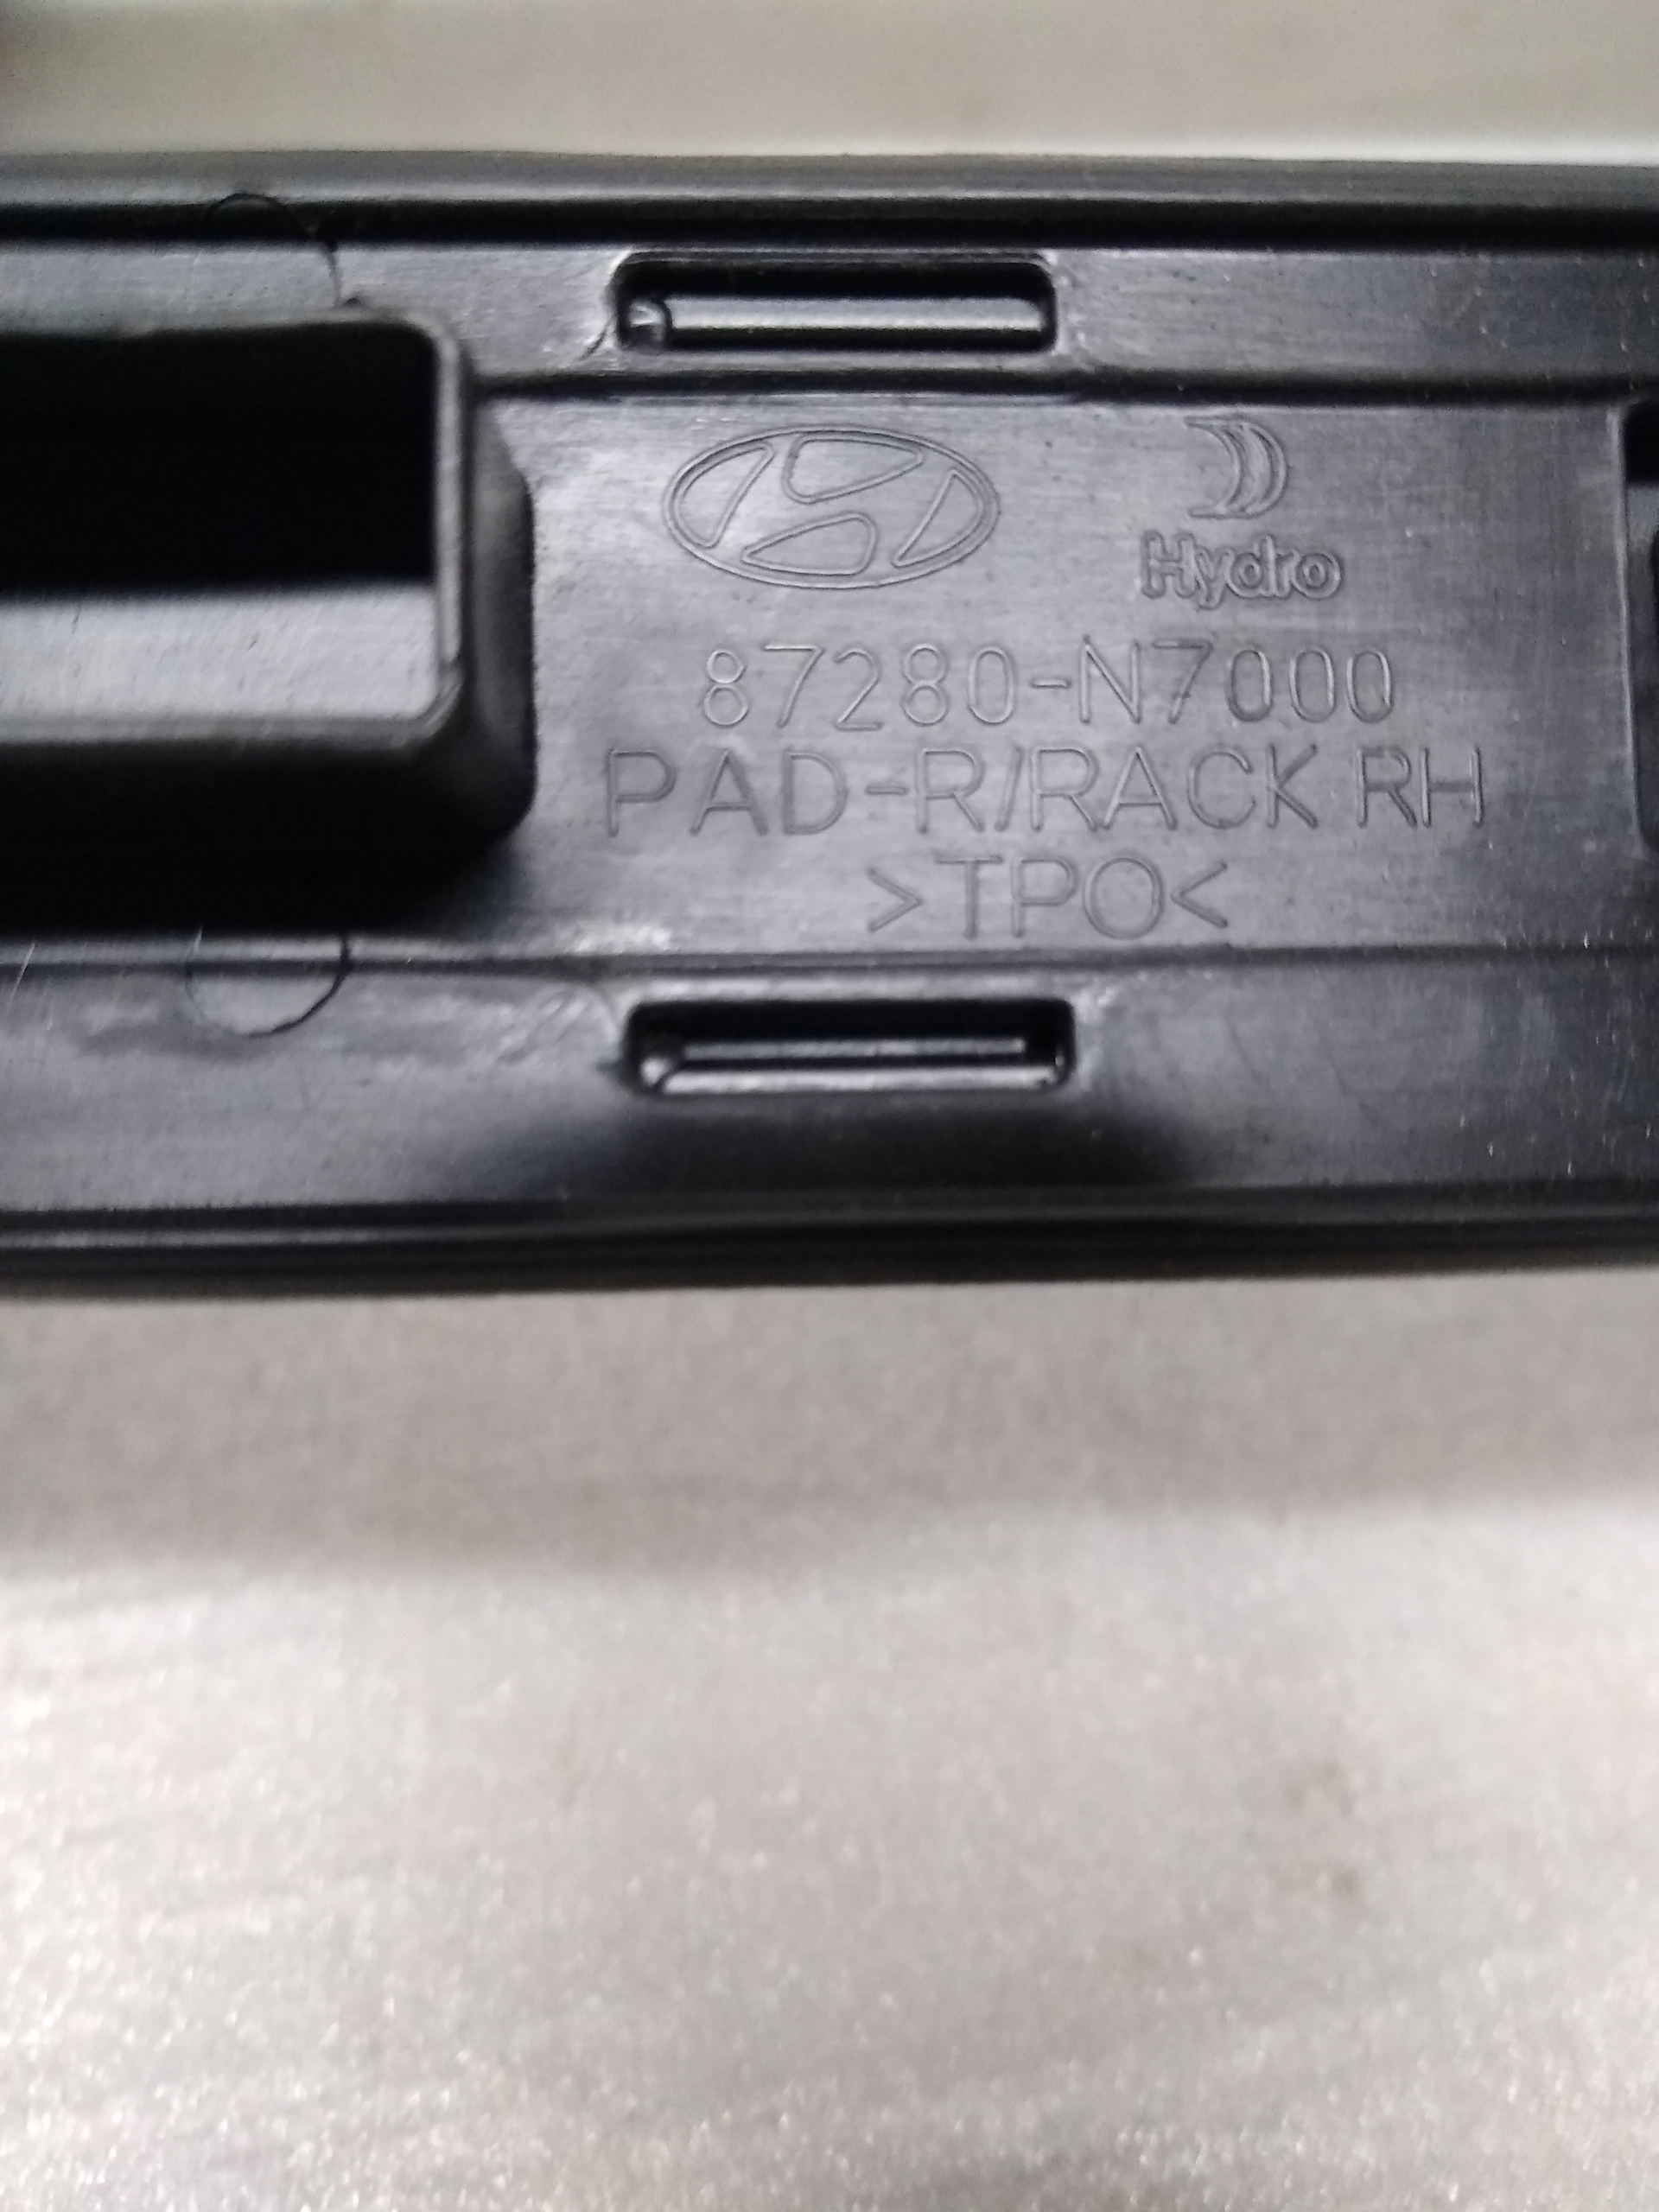 Hydro
87280-N7000
PAD-R/RACK RH
>TPO<